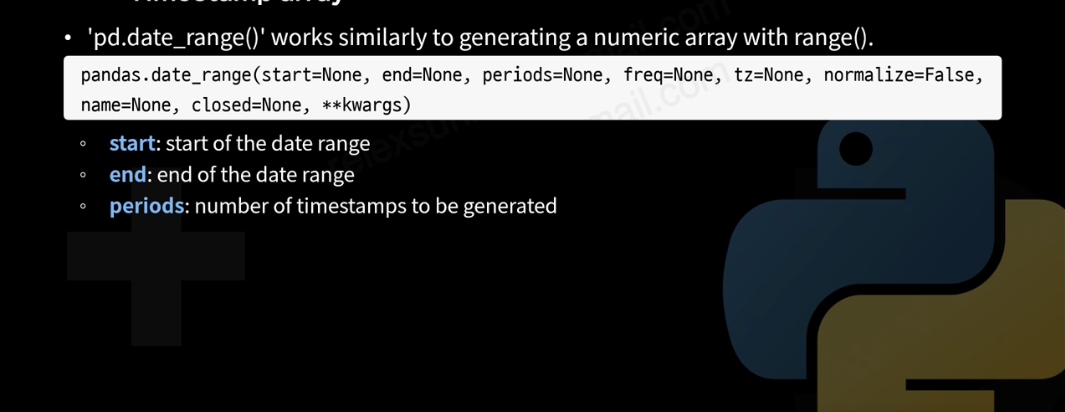 Timestamp array
• 'pd.date_range()' works similarly to generating a numeric array with range().
pandas.date_range(start=None, end=None, periods=None, freq=None, tz=None, normalize=False,
name=None, closed=None, **kwargs)
◦ start: start of the date range
◦ end: end of the date range
◦ periods: number of timestamps to be generated